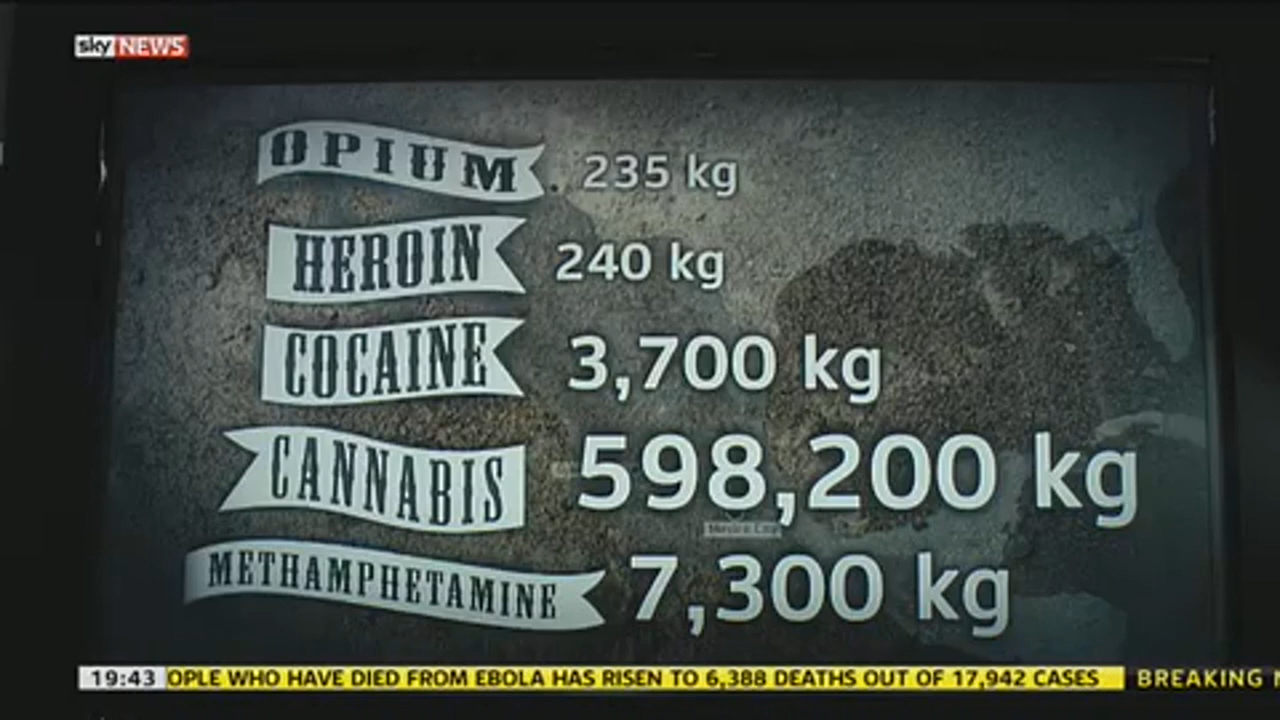 sky NEWS
OPIUM 235 kg
HEROIN 240 kg
COCAINE 3,700 kg
CANNABIS 598,200 kg
Mexico City
METHAMPHETAMINE 7,300 kg
19:43 OPLE WHO HAVE DIED FROM EBOLA HAS RISEN TO 6,388 DEATHS OUT OF 17,942 CASES BREAKING